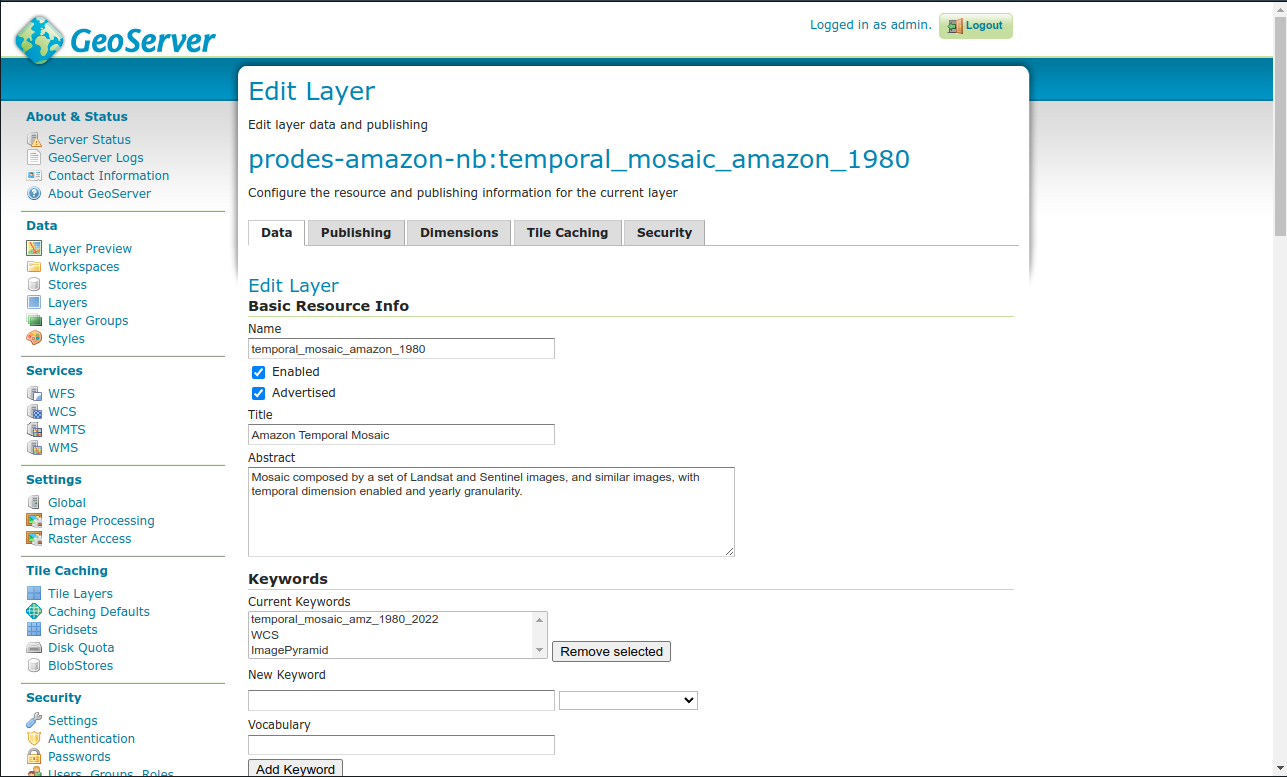 GeoServer
Logged in as admin.
Logout
About & Status
Server Status
GeoServer Logs
Contact Information
About GeoServer
Data
Layer Preview
Workspaces
Stores
Layers
Layer Groups
Styles
Services
WFS
WCS
WMTS
WMS
Settings
Global
Image Processing
Raster Access
Tile Caching
Tile Layers
Caching Defaults
Gridsets
Disk Quota
BlobStores
Security
Settings
Authentication
Passwords
Users, Groups, Roles
Edit Layer
Edit layer data and publishing
prodes-amazon-nb:temporal_mosaic_amazon_1980
Configure the resource and publishing information for the current layer
Data
Publishing
Dimensions
Tile Caching
Security
Edit Layer
Basic Resource Info
Name
temporal_mosaic_amazon_1980
Enabled
Advertised
Title
Amazon Temporal Mosaic
Abstract
Mosaic composed by a set of Landsat and Sentinel images, and similar images, with
temporal dimension enabled and yearly granularity.
Keywords
Current Keywords
temporal_mosaic_amz_1980_2022
WCS
ImagePyramid
Remove selected
New Keyword
Vocabulary
Add Keyword